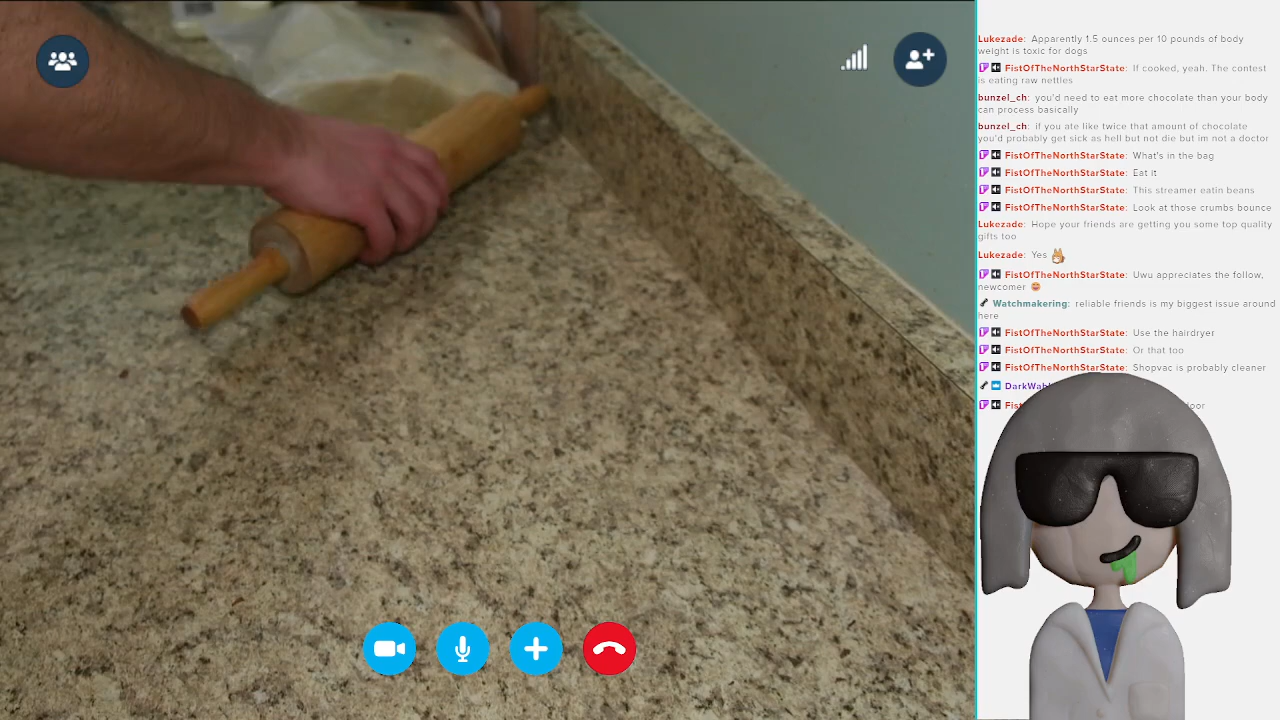 Lukezade: Apparently 1.5 ounces per 10 pounds of body
weight is toxic for dogs
FistOfTheNorthStarState: If cooked, yeah. The contest
is eating raw nettles
bunzel_ch: you'd need to eat more chocolate than your body
can process basically
bunzel_ch: if you ate like twice that amount of chocolate
you'd probably get sick as hell but not die but im not a doctor
FistOfTheNorthStarState: What's in the bag
FistOfTheNorthStarState: Eat it
FistOfTheNorthStarState: This streamer eatin beans
FistOfTheNorthStarState: Look at those crumbs bounce
Lukezade: Hope your friends are getting you some top quality
gifts too
Lukezade: Yes
FistOfTheNorthStarState: Uwu appreciates the follow,
newcomer
Watchmakering: reliable friends is my biggest issue around
here
FistOfTheNorthStarState: Use the hairdryer
FistOfTheNorthStarState: Or that too
FistOfTheNorthStarState: Shopvac is probably cleaner